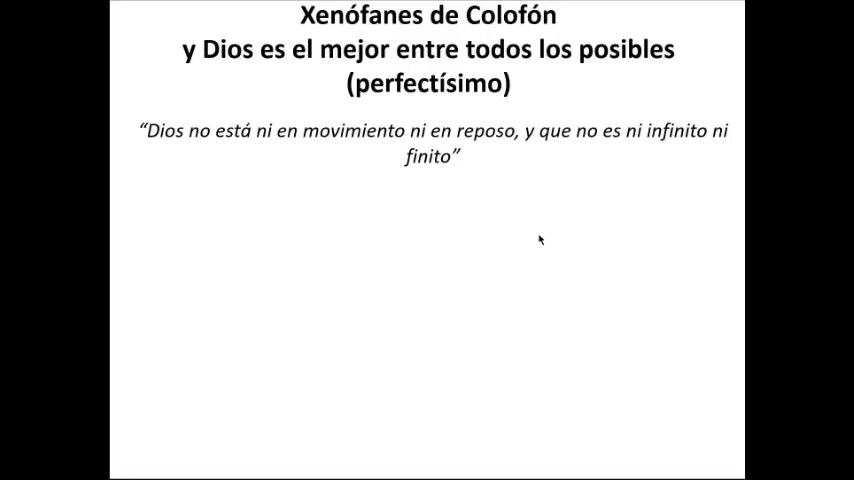 Xenófanes de Colofón
y Dios es el mejor entre todos los posibles
(perfectísimo)
“Dios no está ni en movimiento ni en reposo, y que no es ni infinito ni
finito”